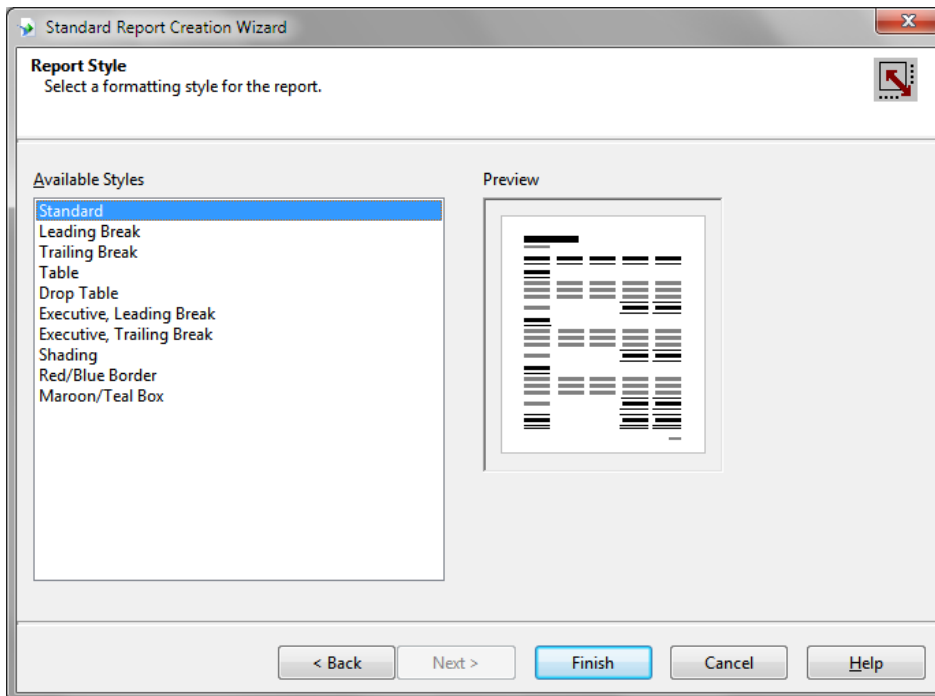 Standard Report Creation Wizard
Report Style
Select a formatting style for the report.
Available Styles
Preview
Standard
Leading Break
Trailing Break
Table
Drop Table
Executive, Leading Break
Executive, Trailing Break
Shading
Red/Blue Border
Maroon/Teal Box
< Back
Next >
Finish
Cancel
Help